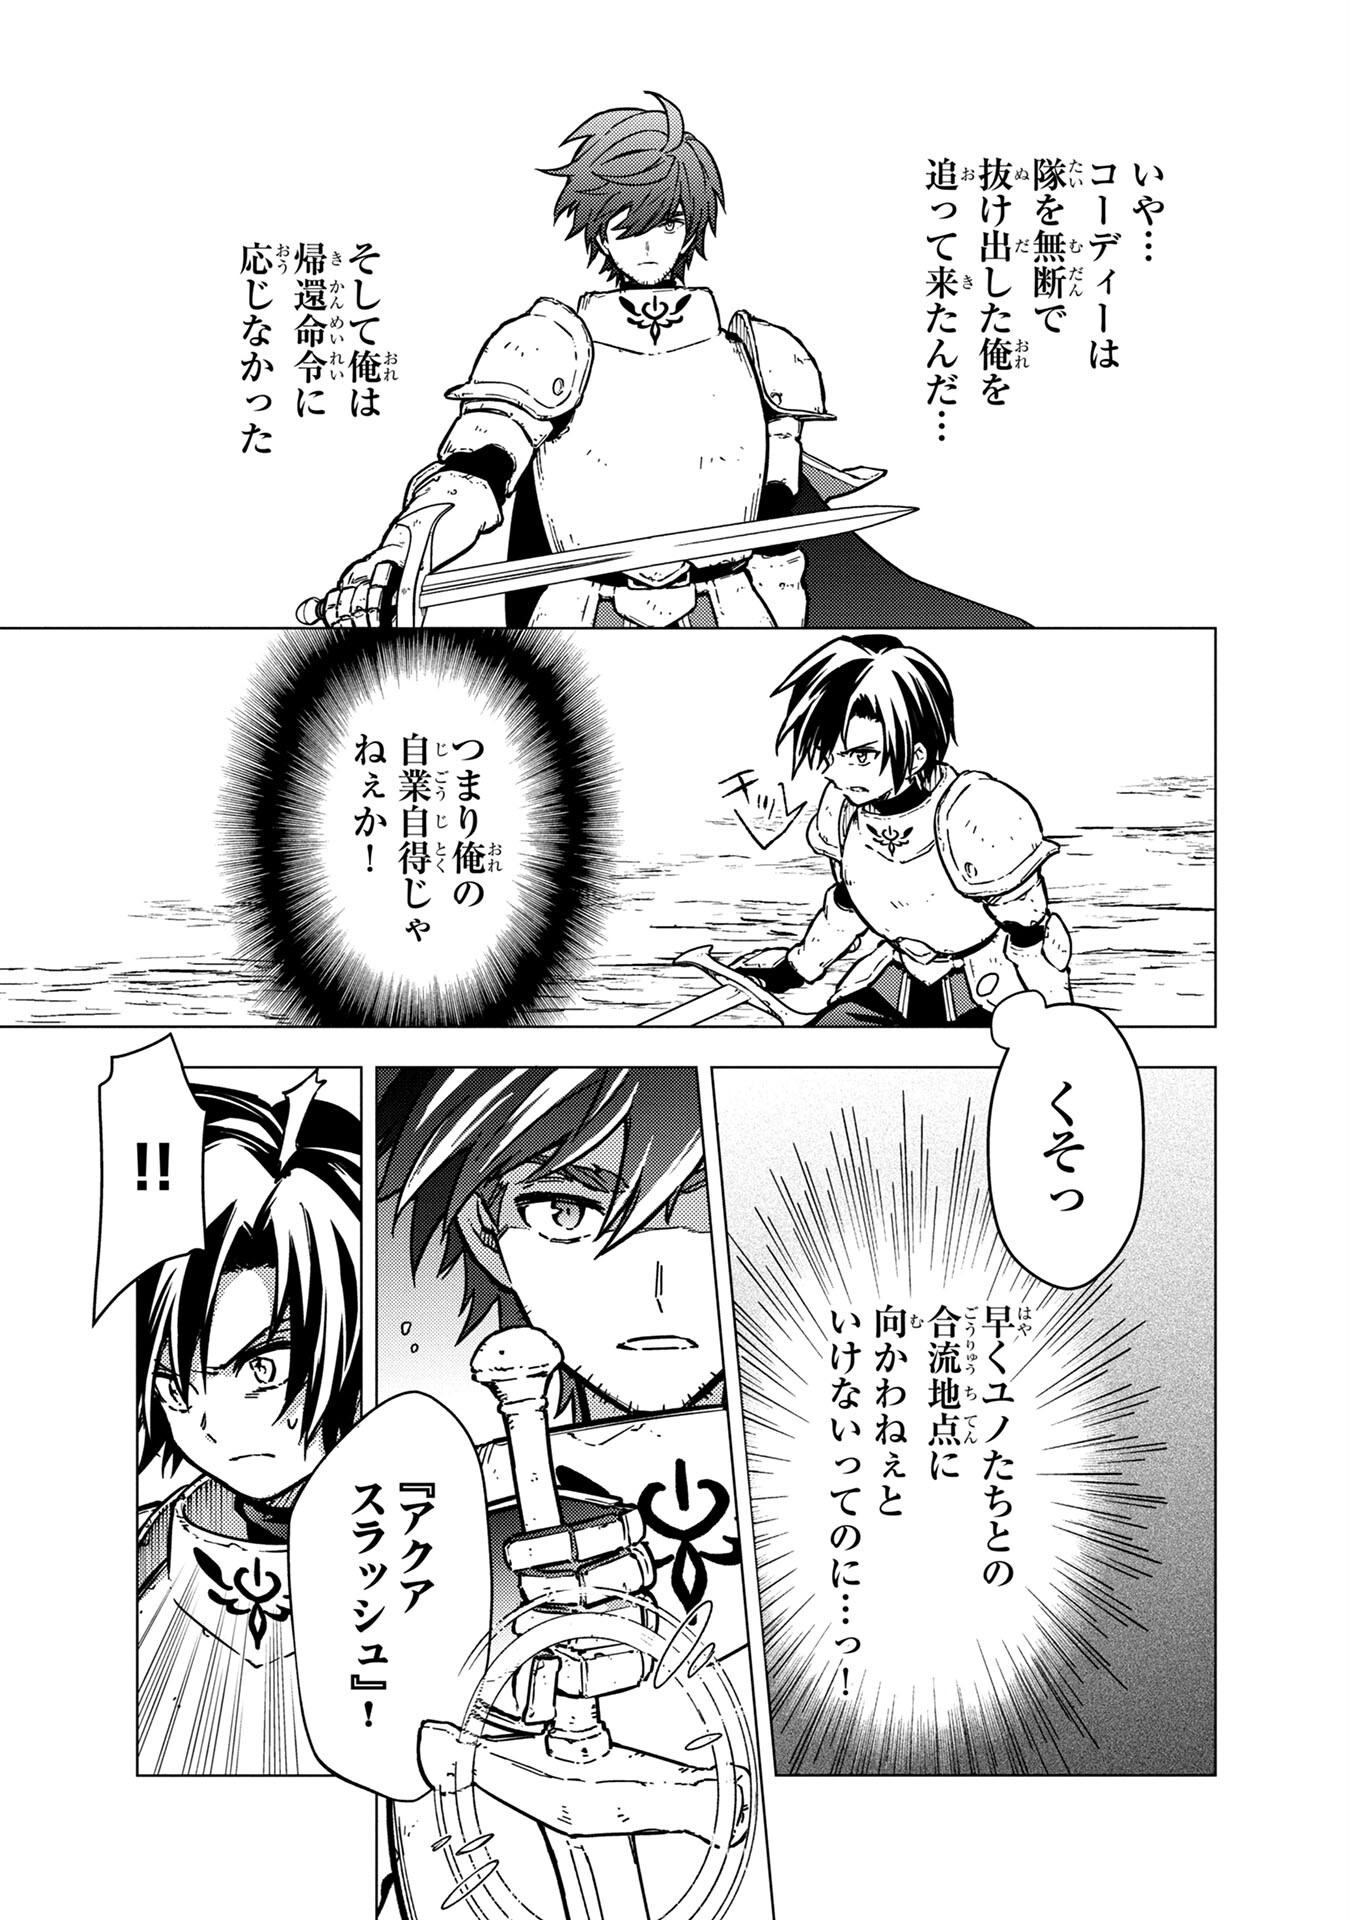 いや…
コーディーは
隊を無断で
抜け出した俺を
追って来たんだ…
そして俺は
帰還命令に
応じなかった
チャッ
つまり俺の
自業自得じゃ
ねぇか！
くそっ
早くユノたちとの
合流地点に
向かわねぇと
いけないいってのに…っ！
『アクア
スラッシュ』！
！！